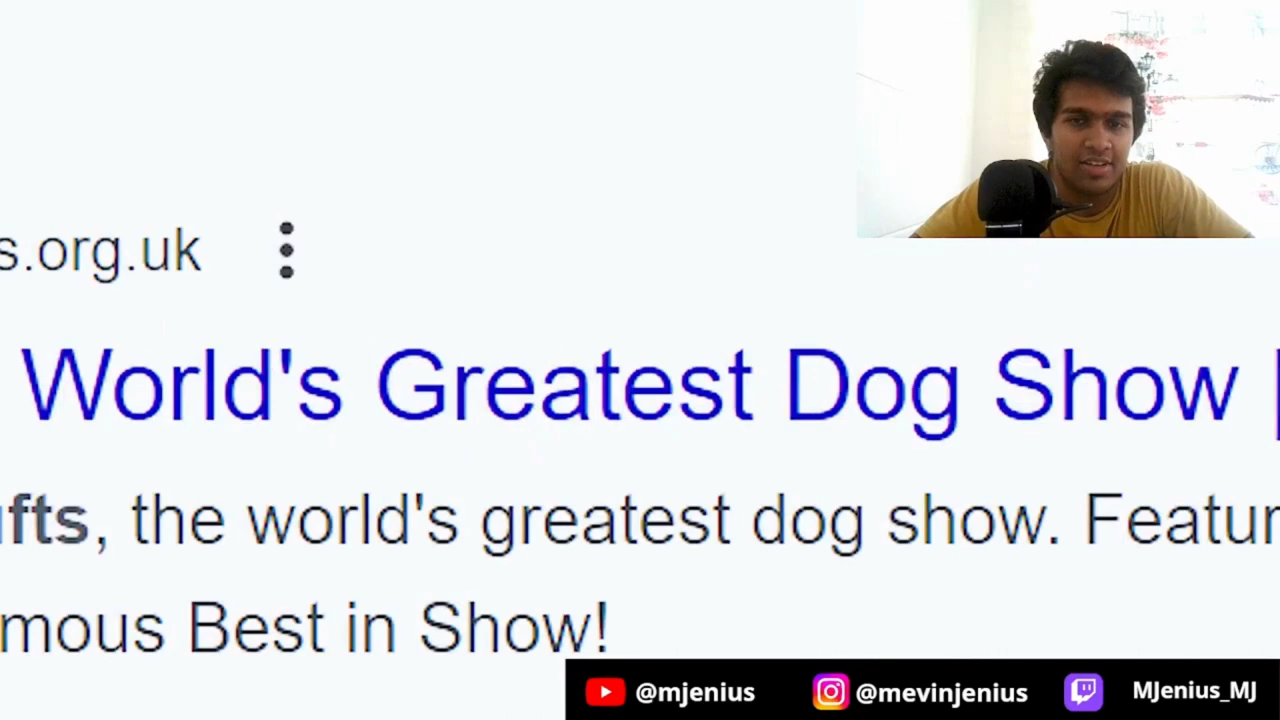 s.org.uk
World's Greatest Dog Show
fts, the world's greatest dog show. Featur
mous Best in Show!
@mjenius @mevinjenius MJenius_MJ